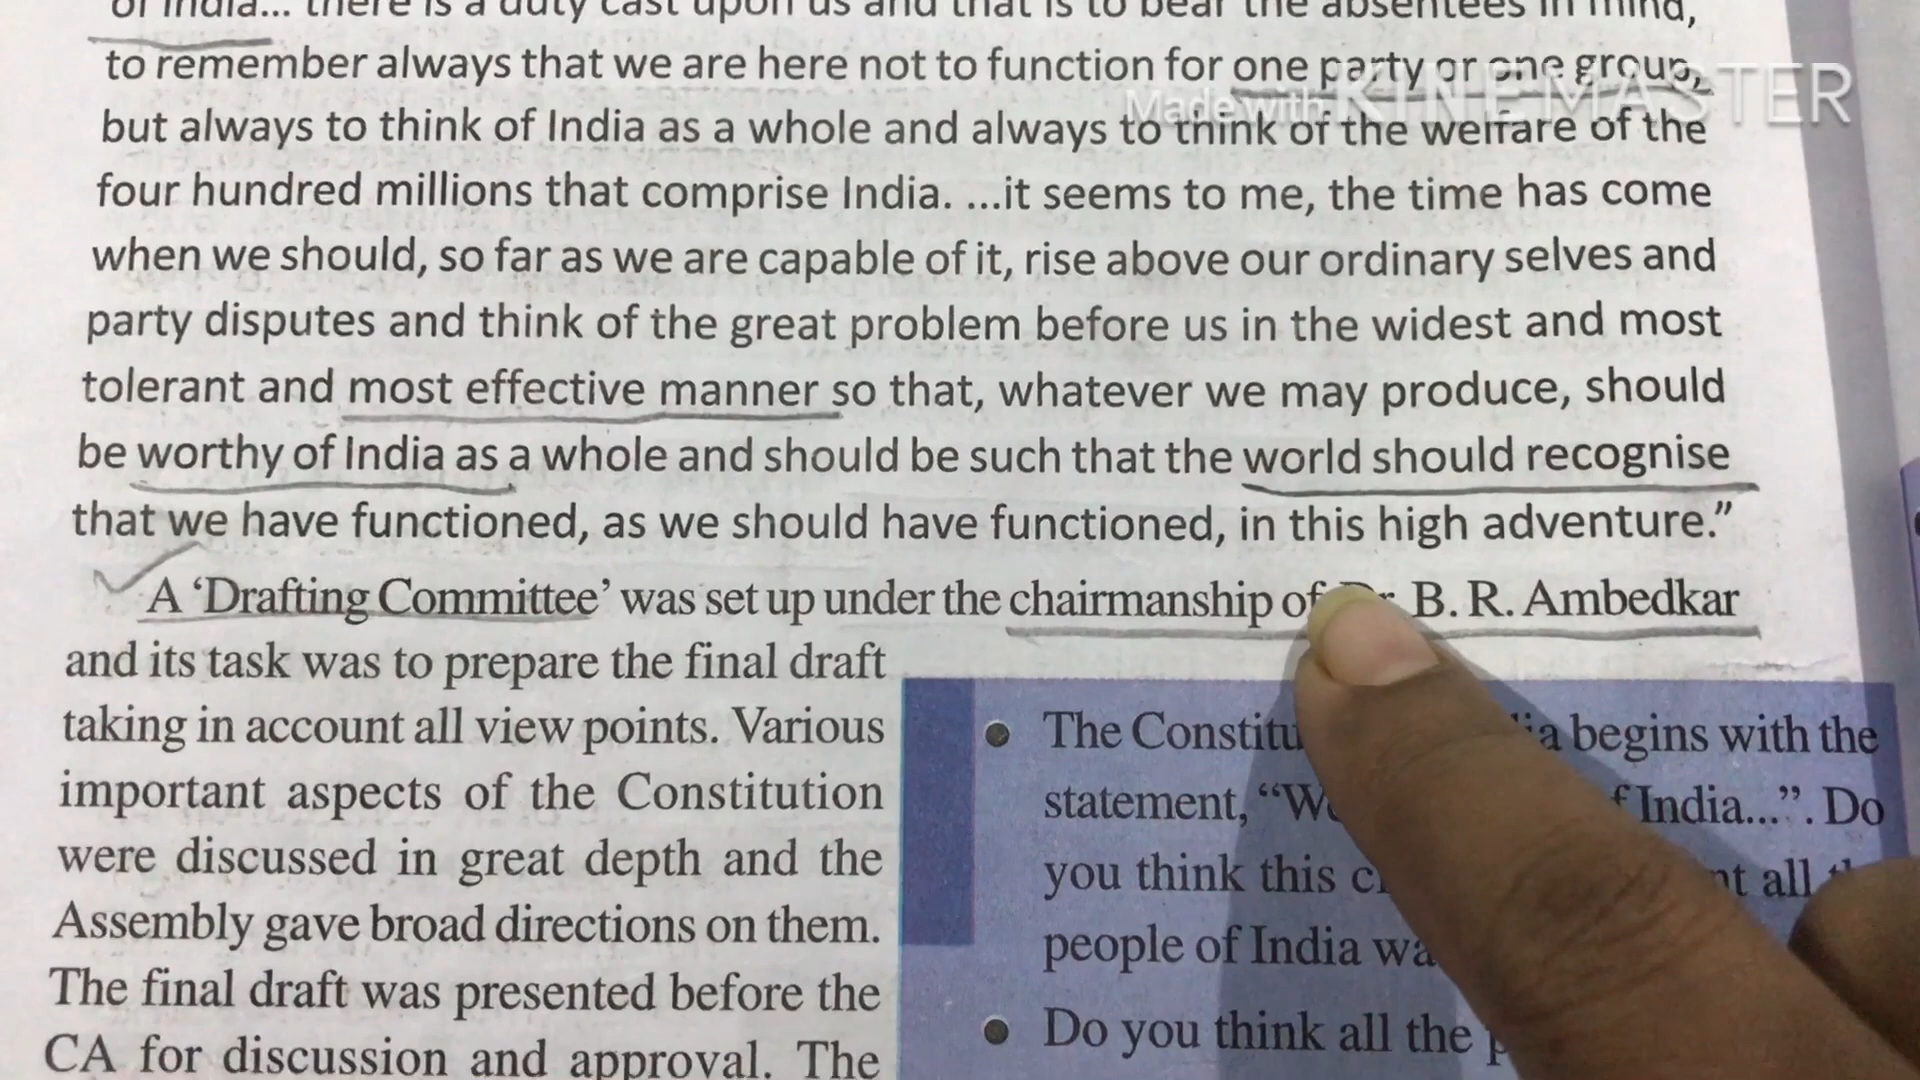 of India... there is a duty cast upon us and that is to bear the absentees in mind,
to remember always that we are here not to function for one party or one group,
Made with KINEMASTER
but always to think of India as a whole and always to think of the welfare of the
four hundred millions that comprise India. ...it seems to me, the time has come
when we should, so far as we are capable of it, rise above our ordinary selves and
party disputes and think of the great problem before us in the widest and most
tolerant and most effective manner so that, whatever we may produce, should
be worthy of India as a whole and should be such that the world should recognise
that we have functioned, as we should have functioned, in this high adventure.”
A ‘Drafting Committee’ was set up under the chairmanship of Dr. B. R. Ambedkar
and its task was to prepare the final draft
taking in account all view points. Various
important aspects of the Constitution
were discussed in great depth and the
Assembly gave broad directions on them.
The final draft was presented before the
CA for discussion and approval. The
• The begins with the
statement, India...”. Do
you think this all
people of India
• Do you think all the